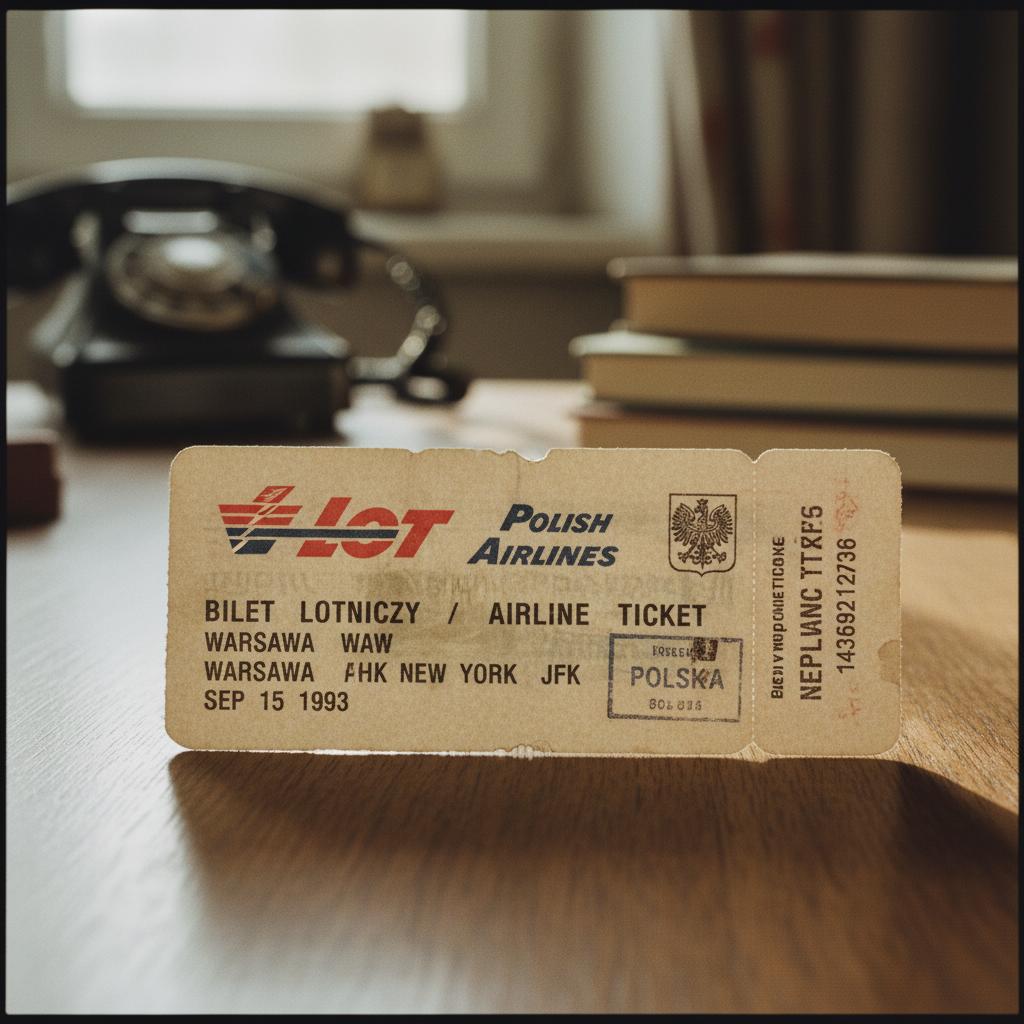 LOT
POLISH
AIRLINES
BILET LOTNICZY / AIRLINE TICKET
WARSAWA WAW
WARSAWA AHK NEW YORK JFK
SEP 15 1993
POLSKA
NEPLANC
14369212736